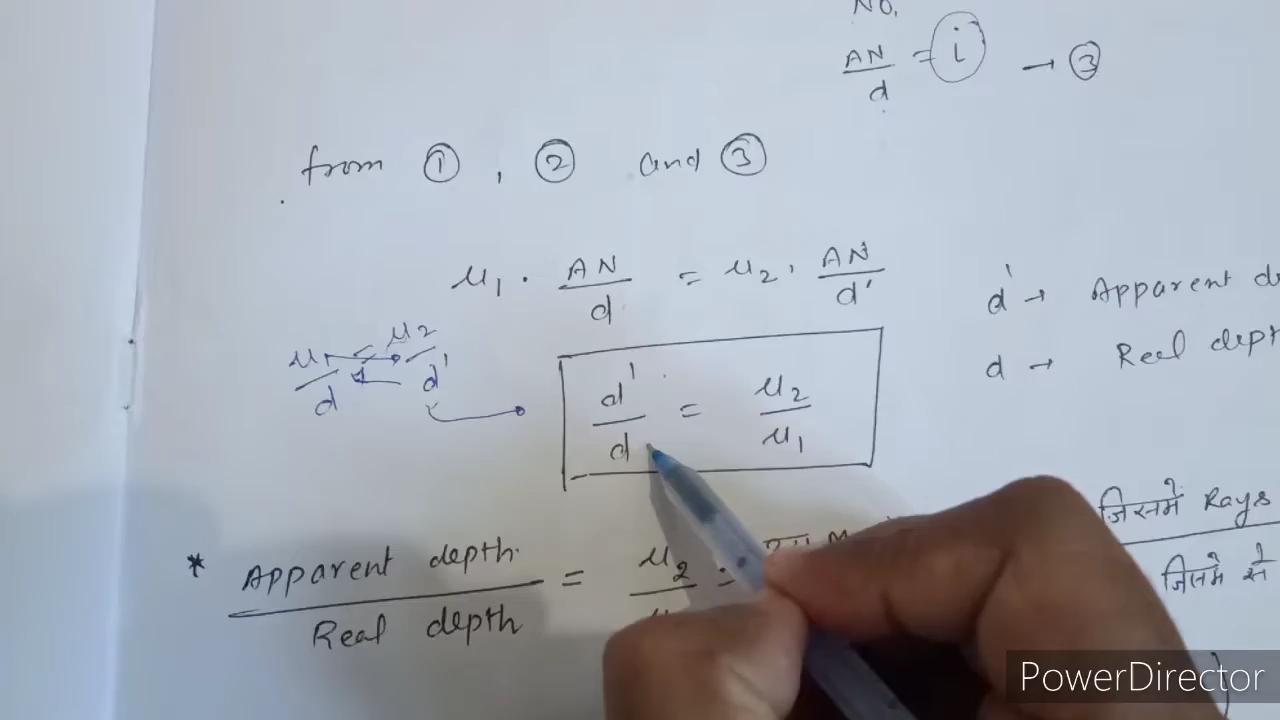 NO.
AN/d = i → ③
from ① , ② and ③
μ₁ · AN/d = μ₂ · AN/d'
d' → Apparent
d → Real
μ₁/d μ₂/d'
d'/d = μ₂/μ₁
* Apparent depth / Real depth = μ₂
जिसमें Rays
जिसमें से
PowerDirector